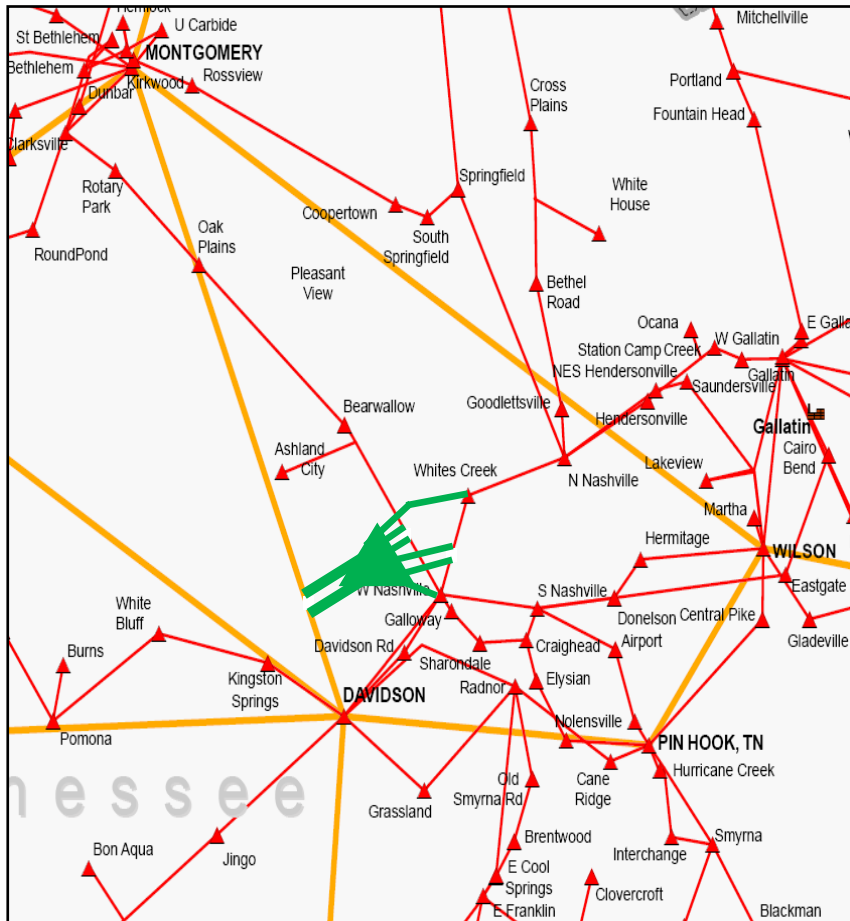 Hemlock
U Carbide
St Bethlehem
MONTGOMERY
Bethlehem
Kirkwood
Rossview
Dunbar
Clarksville
Rotary
Park
RoundPond
Oak
Plains
Pleasant
View
Coopertown
South
Springfield
Springfield
Cross
Plains
White
House
Bethel
Road
Mitchellville
Portland
Fountain Head
Ocana
E Galla
W Gallatin
Station Camp Creek
Gallatin
NES Hendersonville
Saundersville
Hendersonville
Goodlettsville
Gallatin
Cairo
Bend
Bearwallow
Ashland
City
Whites Creek
N Nashville
Lakeview
Martha
Hermitage
WILSON
Eastgate
W Nashville
S Nashville
Donelson
Central Pike
Gladeville
Galloway
Airport
Craighead
Davidson Rd
Sharondale
Radnor
Elysian
White
Bluff
Burns
Kingston
Springs
DAVIDSON
Pomona
Nolensville
PIN HOOK, TN
Cane
Ridge
Hurricane Creek
nessee
Grassland
Old
Smyrna Rd
Bon Aqua
Jingo
Brentwood
Interchange
Smyrna
E Cool
Springs
Clovercroft
E Franklin
Blackman